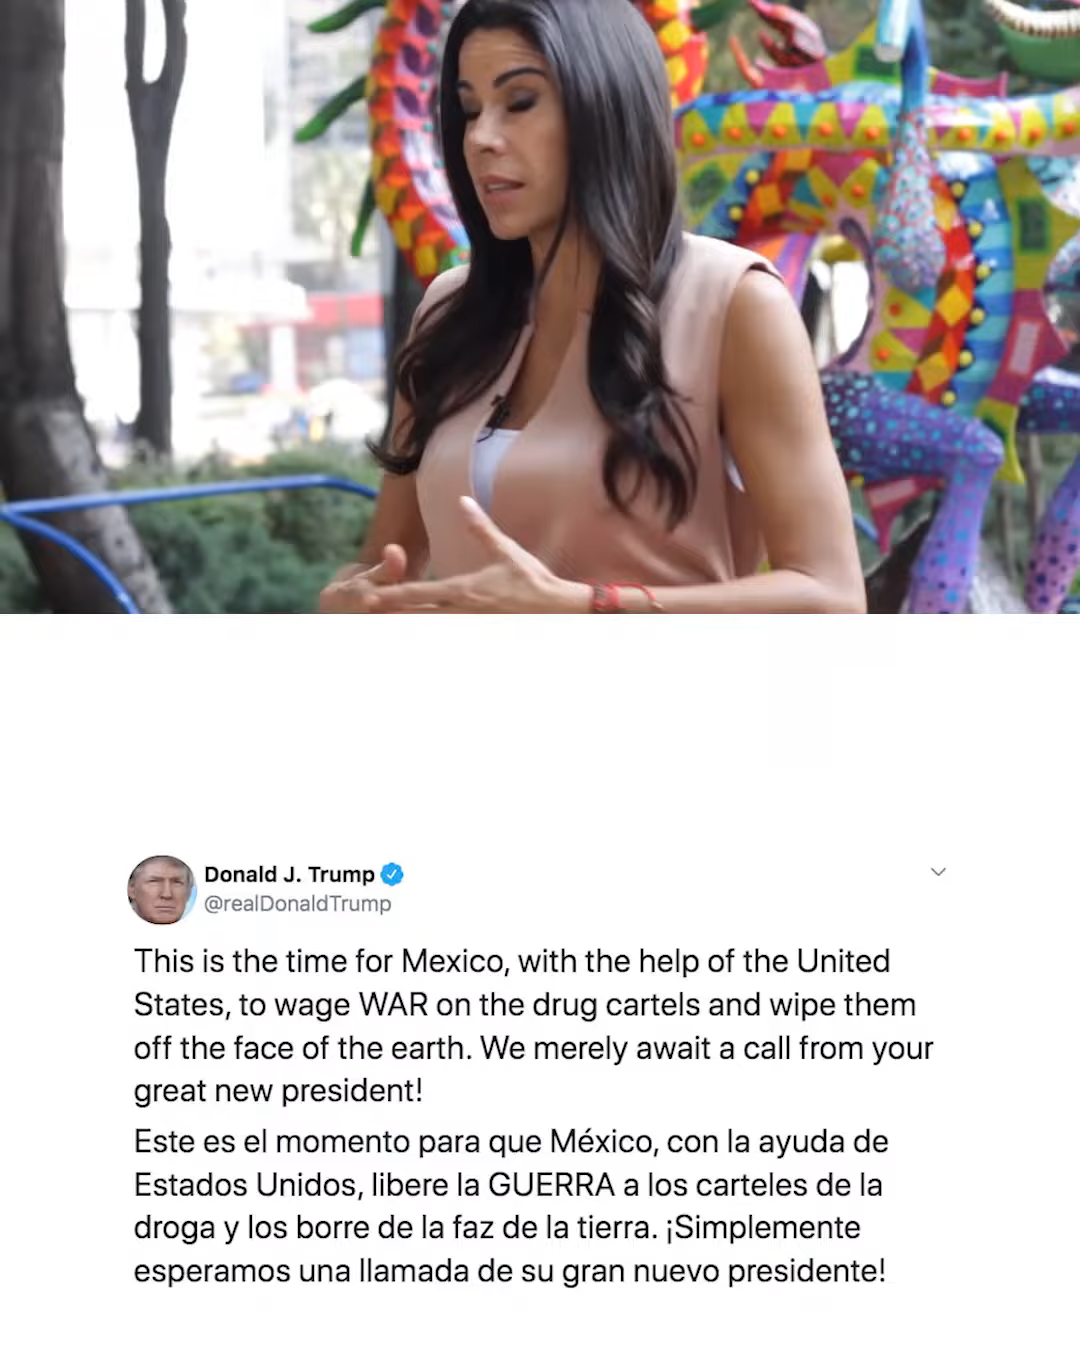 Donald J. Trump
@realDonaldTrump
This is the time for Mexico, with the help of the United
States, to wage WAR on the drug cartels and wipe them
off the face of the earth. We merely await a call from your
great new president!
Este es el momento para que México, con la ayuda de
Estados Unidos, libere la GUERRA a los carteles de la
droga y los borre de la faz de la tierra. ¡Simplemente
esperamos una llamada de su gran nuevo presidente!